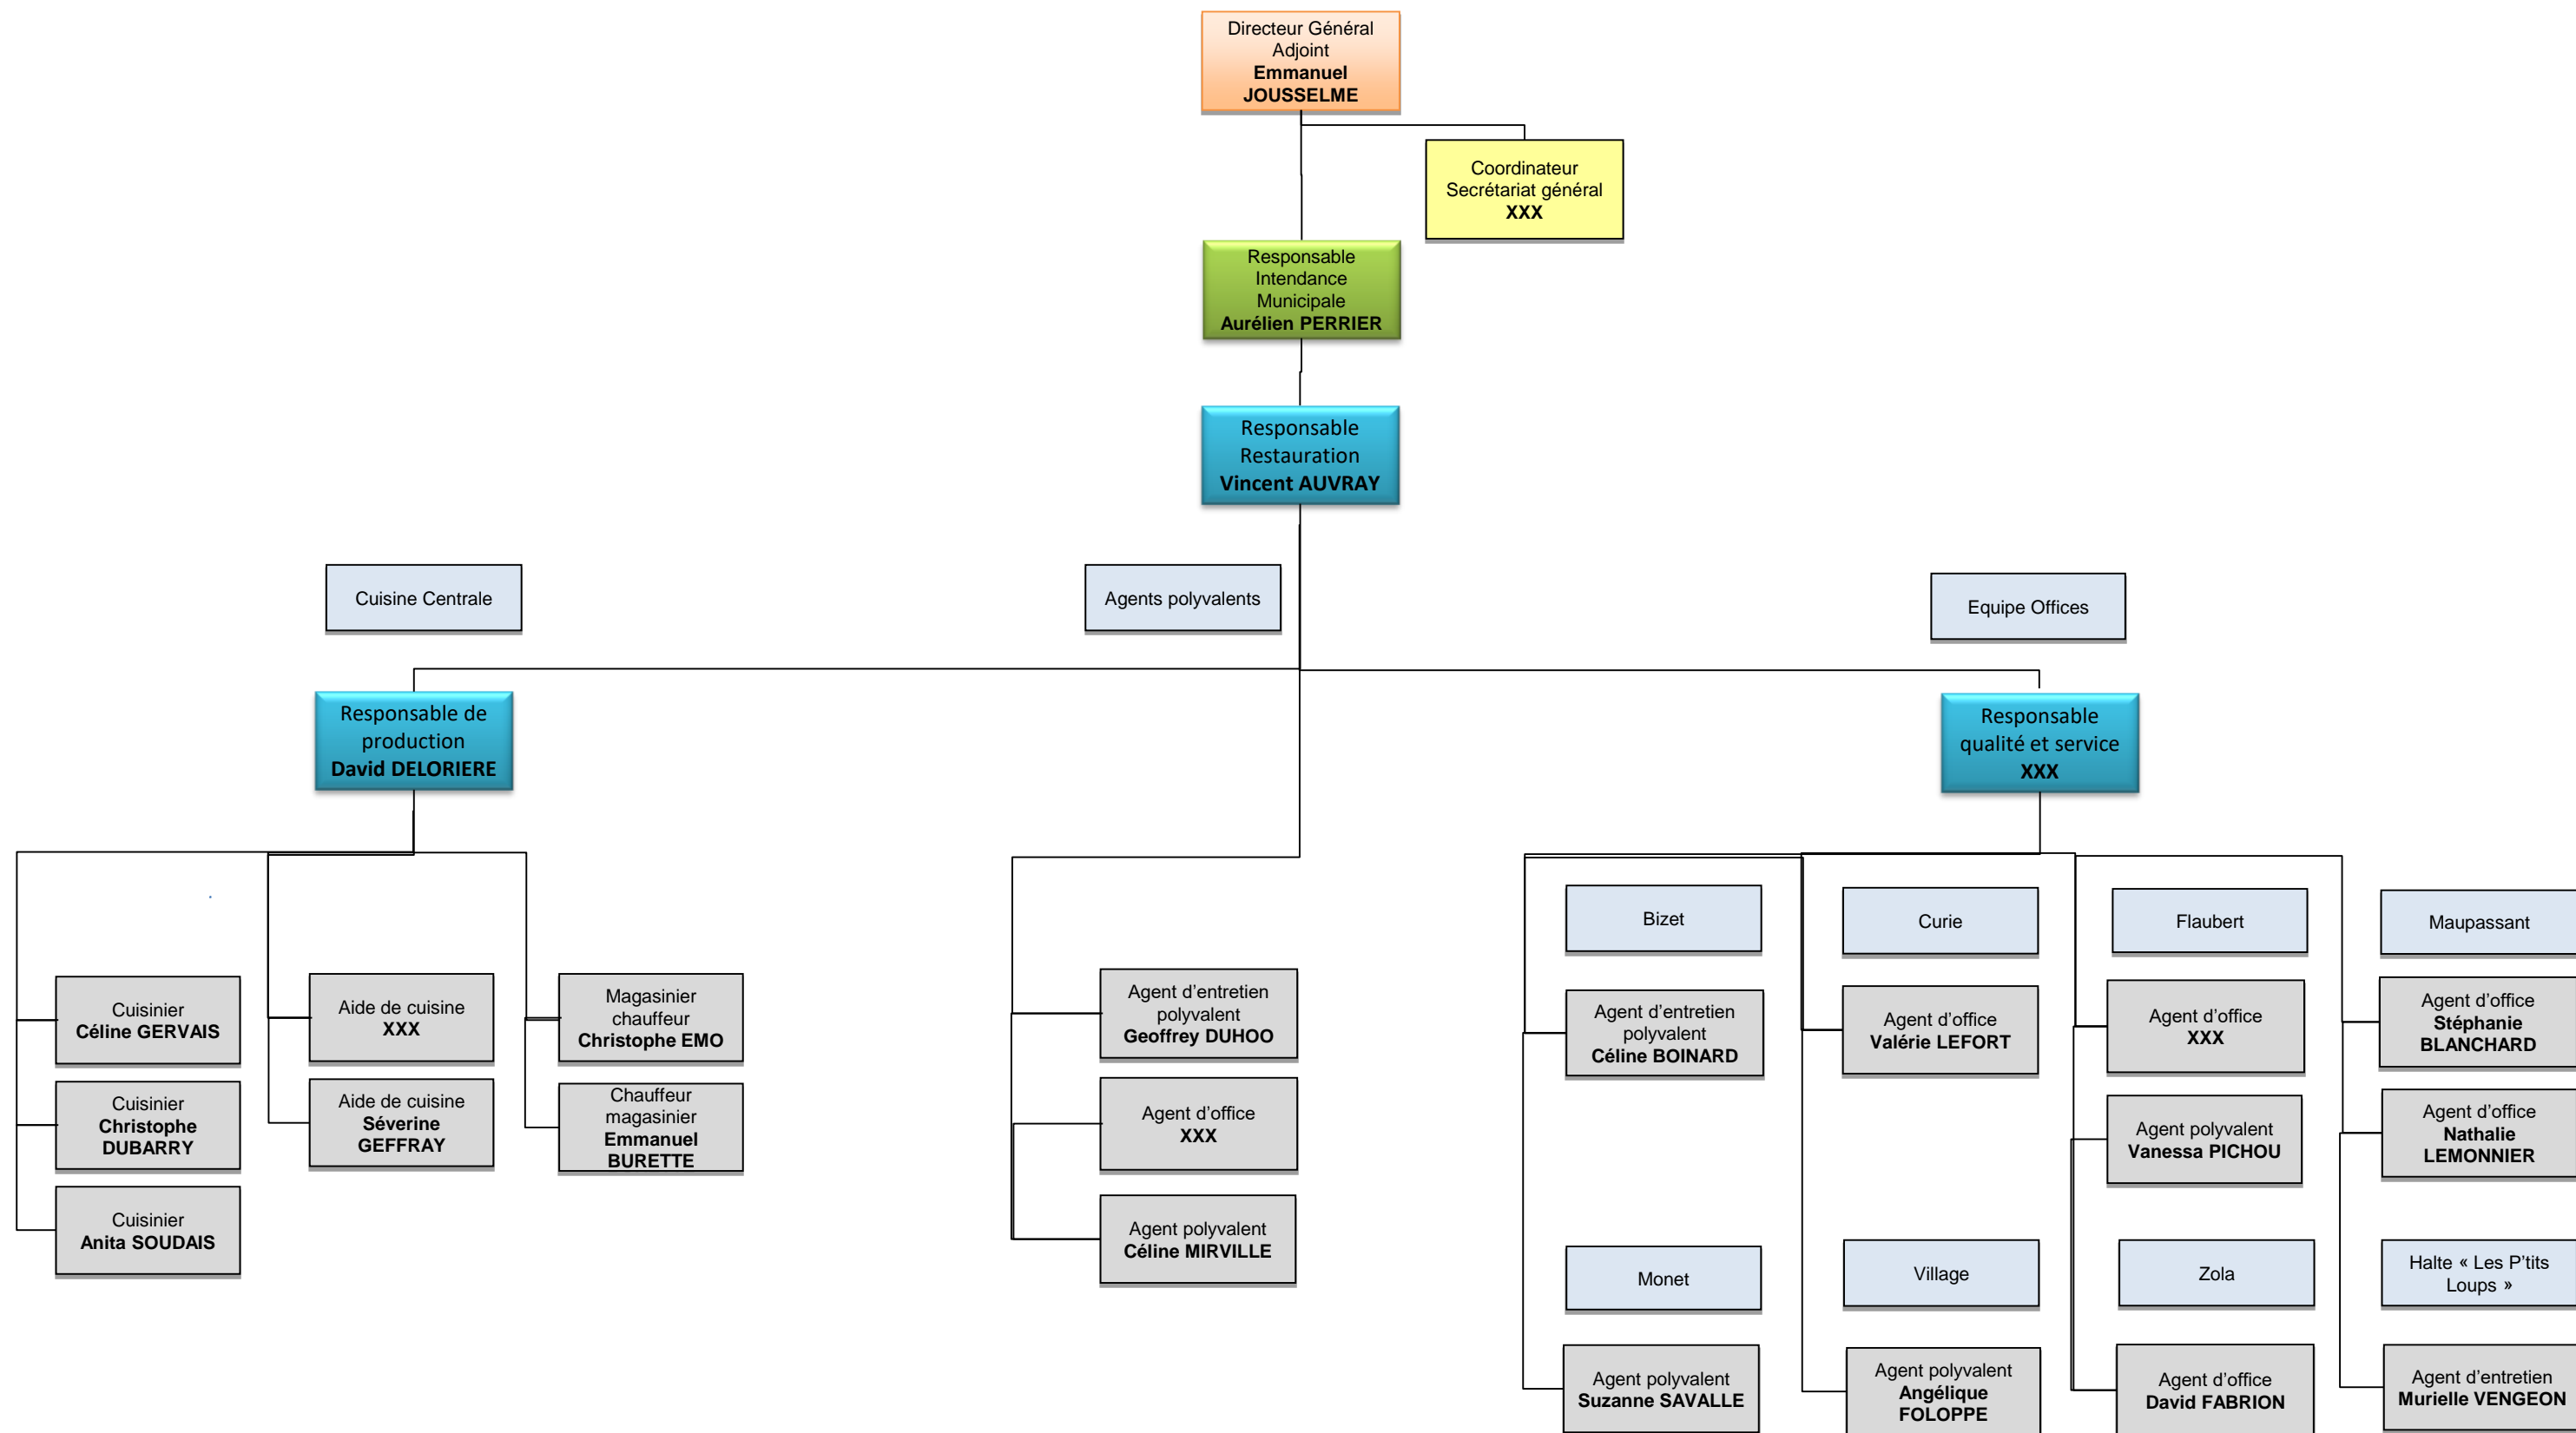 Directeur Général
Adjoint
Emmanuel
JOUSSELME
Coordinateur
Secrétariat général
XXX
Responsable
Intendance
Municipale
Aurélien PERRIER
Responsable
Restauration
Vincent AUVRAY
Cuisine Centrale
Agents polyvalents
Equipe Offices
Responsable de
production
David DELORIERE
Responsable
qualité et service
XXX
Cuisinier
Céline GERVAIS
Cuisinier
Christophe
DUBARRY
Cuisinier
Anita SOUDAIS
Aide de cuisine
XXX
Aide de cuisine
Séverine
GEFFRAY
Magasinier
chauffeur
Christophe EMO
Chauffeur
magasinier
Emmanuel
BURETTE
Agent d’entretien
polyvalent
Geoffrey DUHOO
Agent d’office
XXX
Agent polyvalent
Céline MIRVILLE
Bizet
Agent d’entretien
polyvalent
Céline BOINARD
Curie
Agent d’office
Valérie LEFORT
Flaubert
Agent d’office
XXX
Agent polyvalent
Vanessa PICHOU
Maupassant
Agent d’office
Stéphanie
BLANCHARD
Agent d’office
Nathalie
LEMONNIER
Monet
Agent polyvalent
Suzanne SAVALLE
Village
Agent polyvalent
Angélique
FOLOPPE
Zola
Agent d’office
David FABRION
Halte « Les P’tits
Loups »
Agent d’entretien
Murielle VENGEON